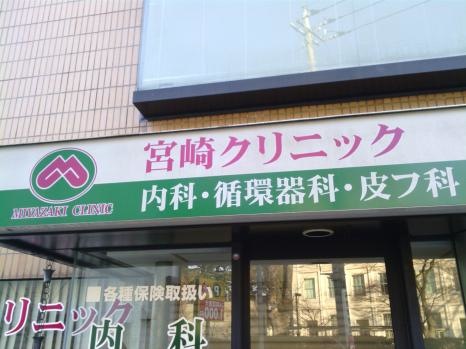 宮崎クリニック
MIYAZAKI CLINIC
内科・循環器科・皮フ科
■各種保険取扱い
リニック
内科